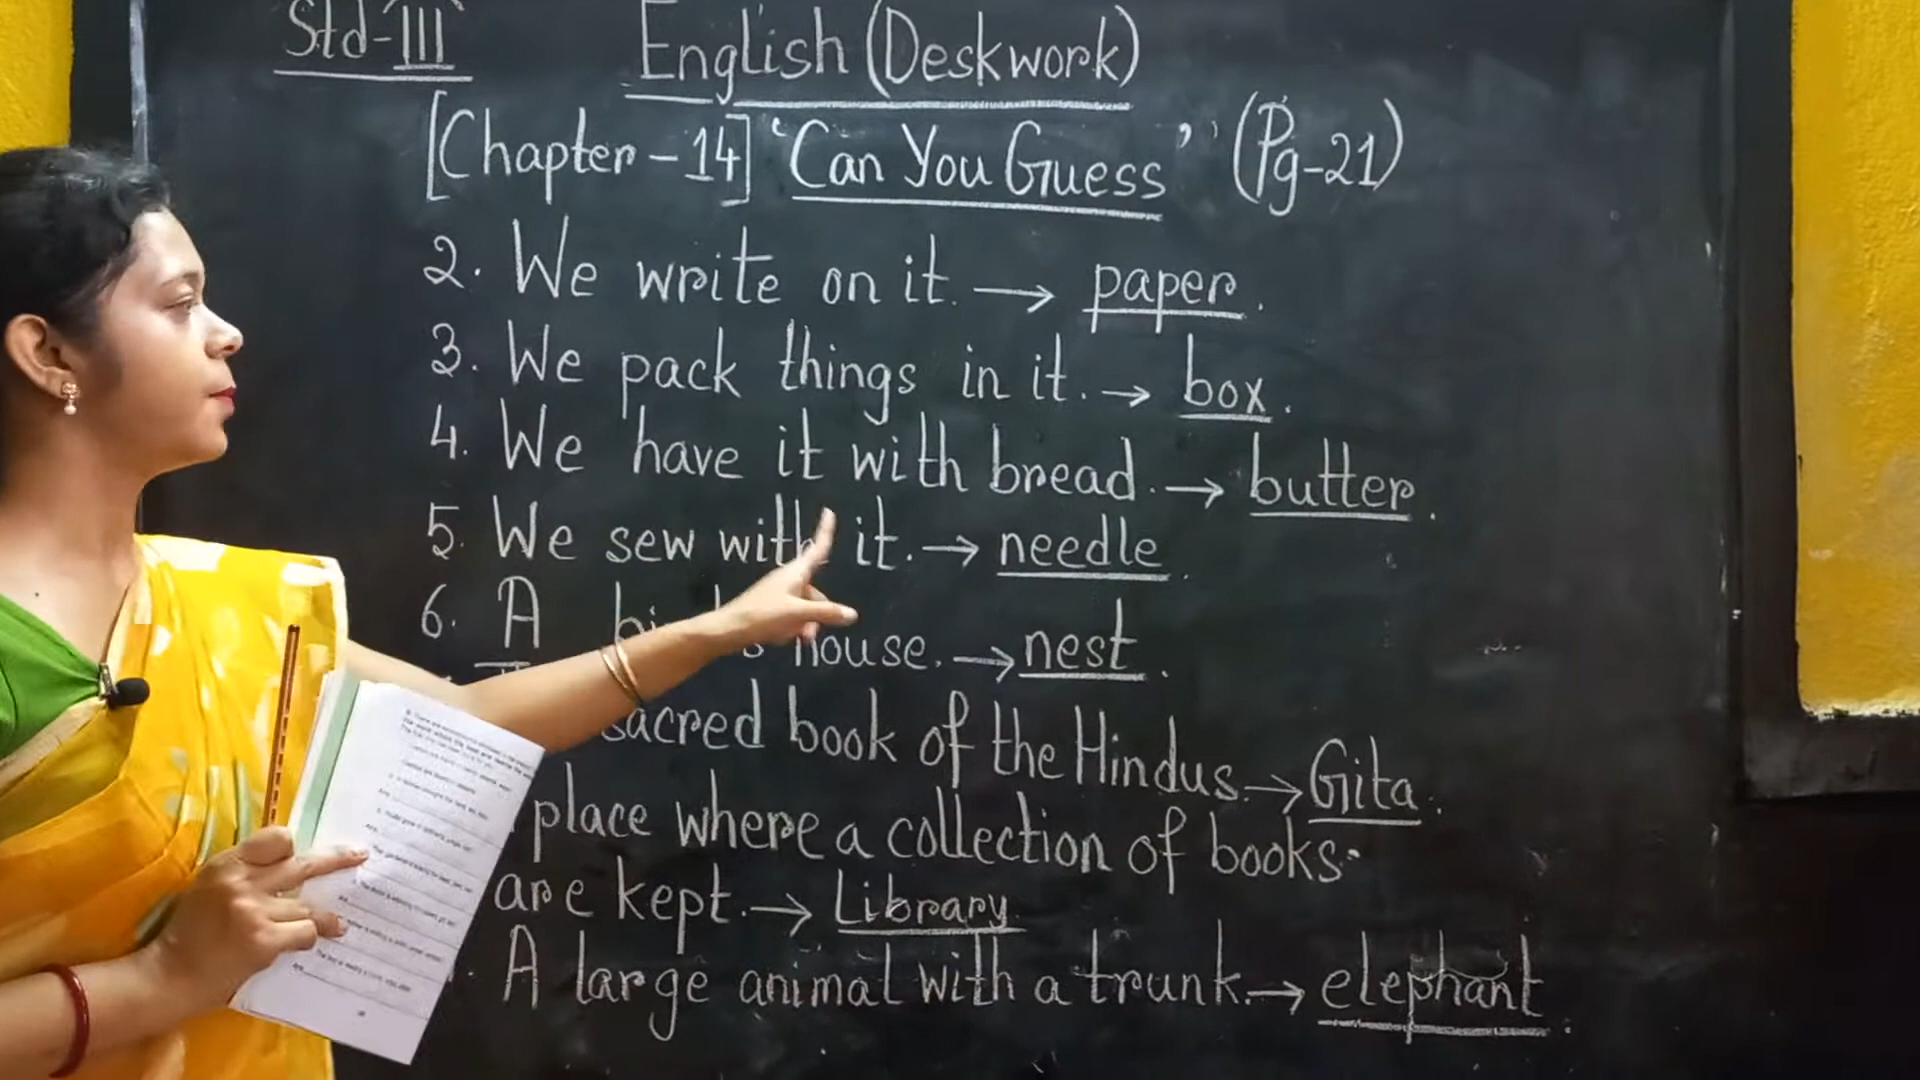 Std-III English (Deskwork)
[Chapter-14] "Can You Guess" (Pg-21)
2. We write on it. → paper.
3. We pack things in it. → box.
4. We have it with bread. → butter.
5. We sew with it. → needle.
6. A house. → nest.
sacred book of the Hindus. → Gita.
place where a collection of books
are kept. → Library.
A large animal with a trunk. → elephant.